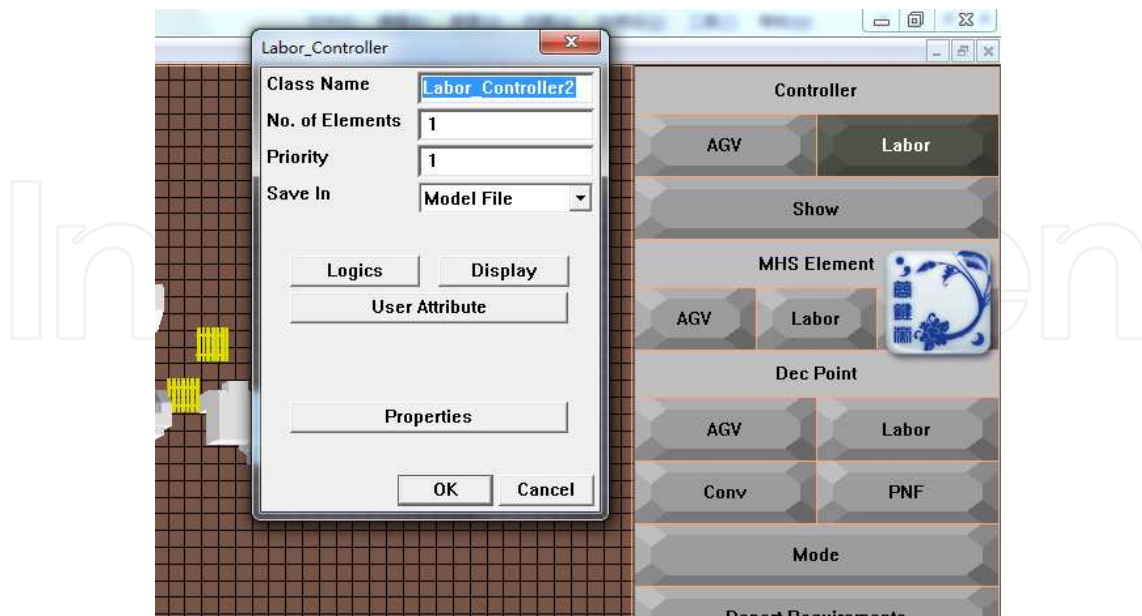 Labor_Controller
Class Name
Labor_Controller2
No. of Elements
1
Priority
1
Save In
Model File
Logics
Display
User Attribute
Properties
OK
Cancel
Controller
AGV
Labor
Show
MHS Element
AGV
Labor
Dec Point
AGV
Labor
Conv
PNF
Mode